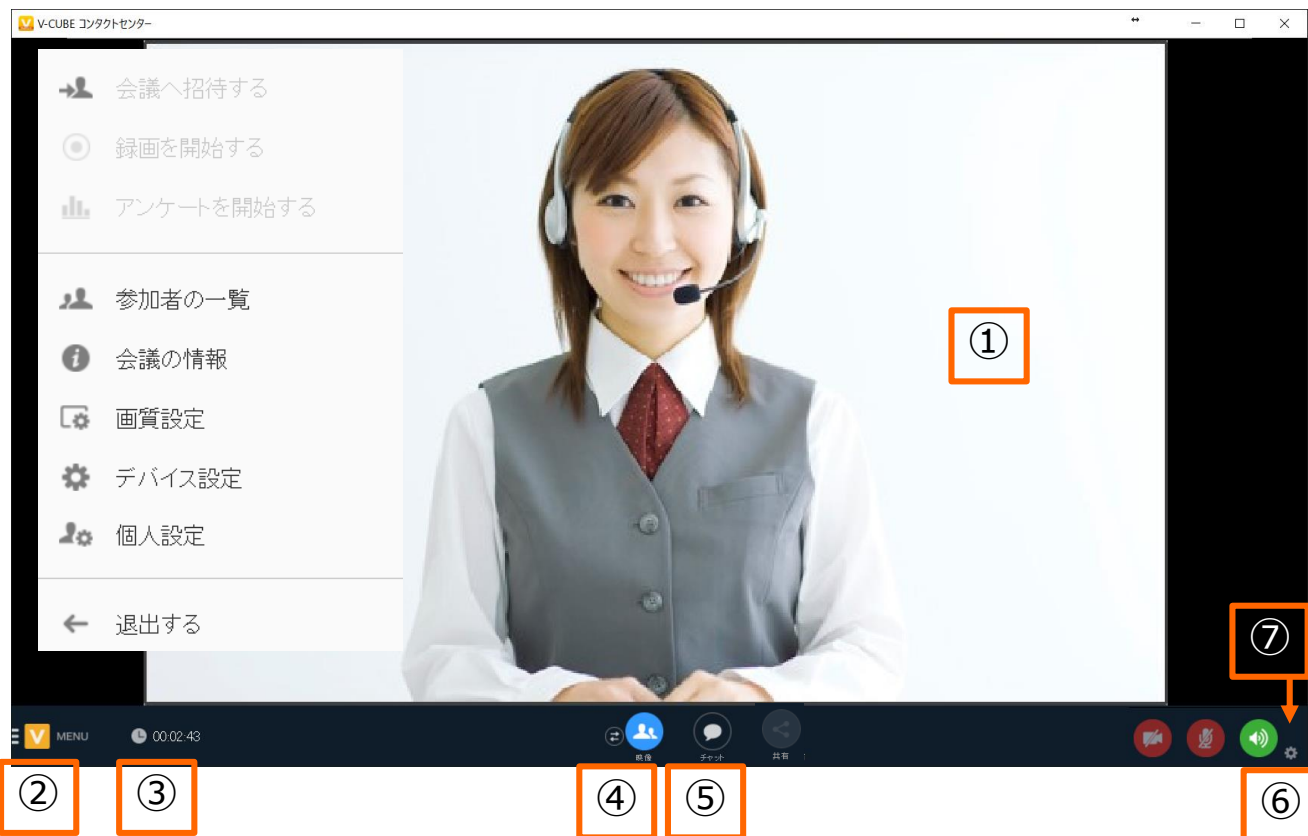 V-CUBE コンタクトセンター
会議へ招待する
録画を開始する
アンケートを開始する
参加者の一覧
会議の情報
画質設定
デバイス設定
個人設定
退出する
①
⑦
V MENU 00:02:43
映像 チャット 共有
② ③ ④ ⑤ ⑥